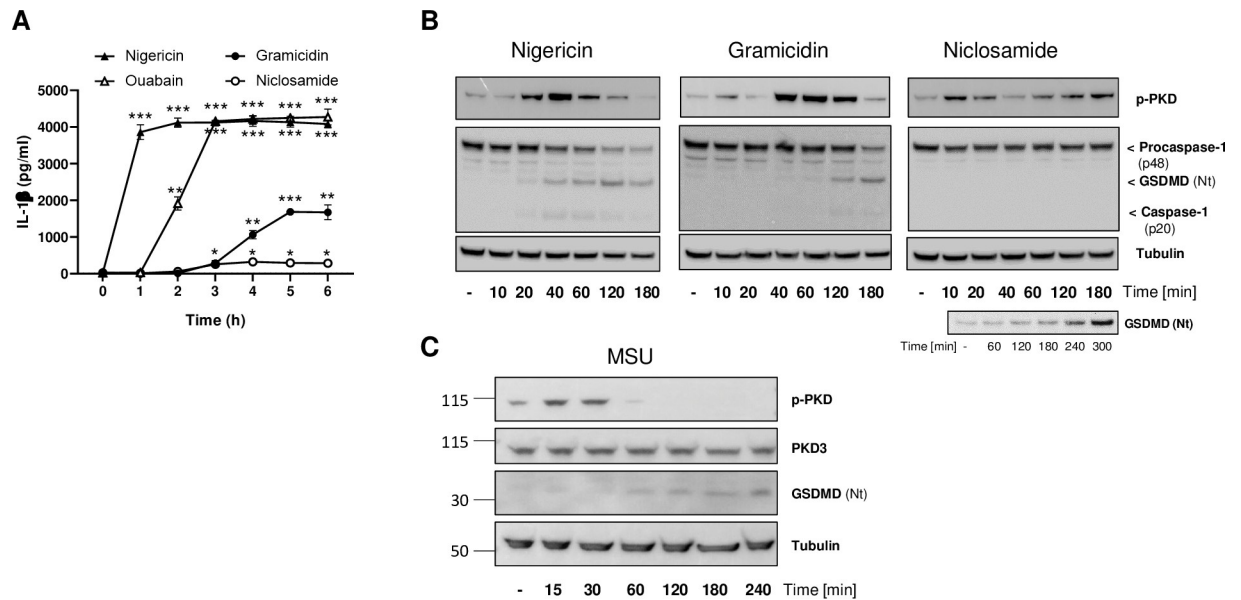 A
Nigericin
Gramicidin
Ouabain
Niclosamide
5000
4000
3000
2000
1000
0
IL-1β (pg/ml)
*** *** *** *** *** ***
*** *** *** ***
**
* ** *** **
* * *
0 1 2 3 4 5 6
Time (h)
B
Nigericin
Gramicidin
Niclosamide
p-PKD
< Procaspase-1
(p48)
< GSDMD (Nt)
< Caspase-1
(p20)
Tubulin
- 10 20 40 60 120 180
- 10 20 40 60 120 180
- 10 20 40 60 120 180 Time [min]
GSDMD (Nt)
Time [min] - 60 120 180 240 300
C
MSU
115
p-PKD
115
PKD3
30
GSDMD (Nt)
50
Tubulin
- 15 30 60 120 180 240 Time [min]